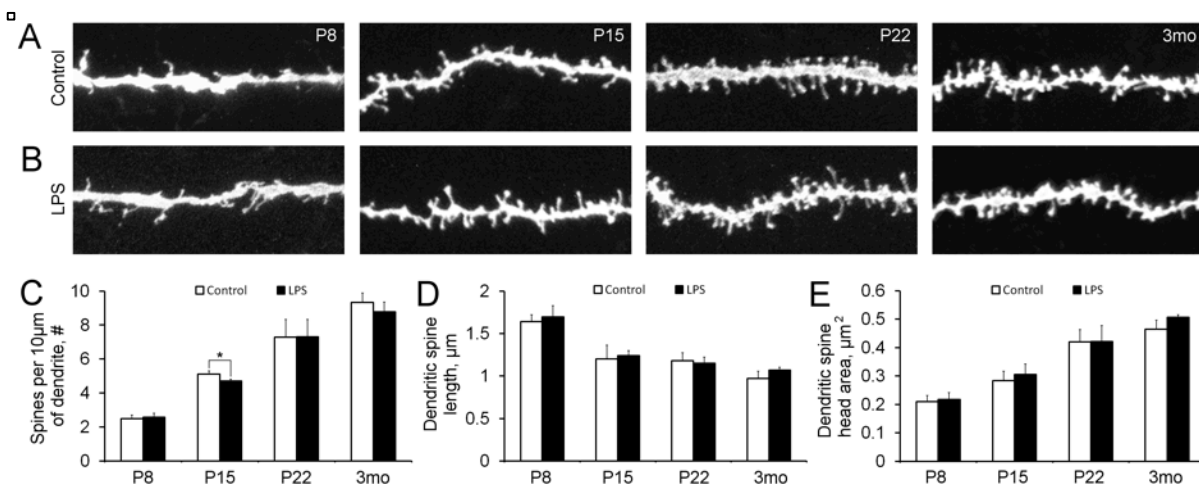 A
Control
P8
P15
P22
3mo
B
LPS
C
Control LPS
Spines per 10μm
of dendrite, #
10
8
6
4
2
0
*
P8 P15 P22 3mo
D
Control LPS
Dendritic spine
length, μm
2
1.5
1
0.5
0
P8 P15 P22 3mo
E
Control LPS
Dendritic spine
head area, μm²
0.6
0.5
0.4
0.3
0.2
0.1
0
P8 P15 P22 3mo